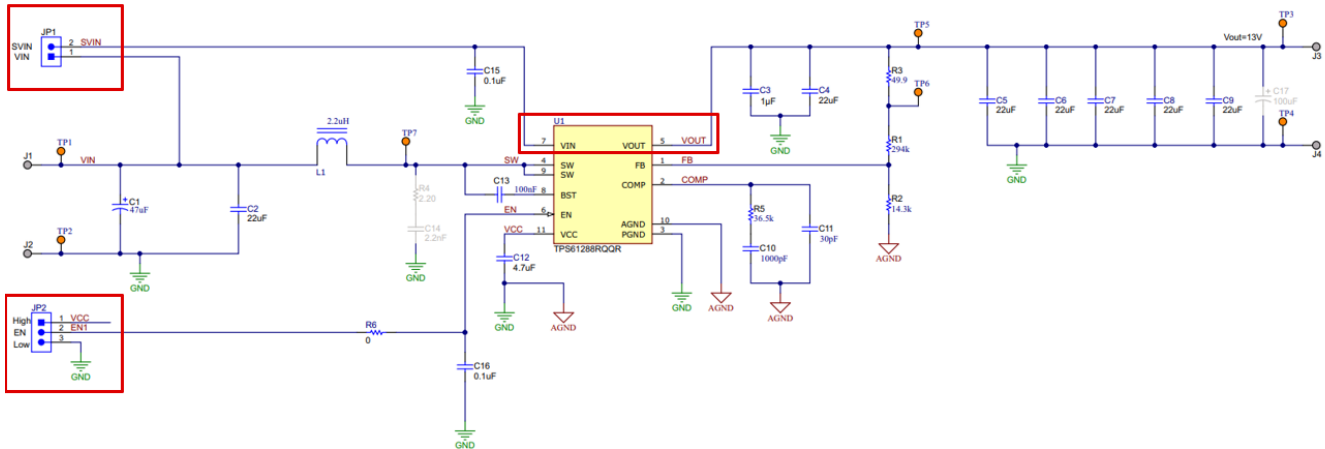 JP1
SVIN 2 SVIN
VIN 1
C15
0.1uF
GND
TP5
TP3
Vout=13V
J3
R3
49.9
TP6
C3
1µF
C4
22uF
GND
C5
22uF
C6
22uF
C7
22uF
C8
22uF
C9
22uF
C17
100uF
TP4
GND
J4
U1
7 VIN VOUT 5 VOUT
SW 4 SW FB 1 FB
9 SW
COMP 2 COMP
8 BST
EN 6 EN
AGND 10
VCC 11 VCC PGND 3
TPS61288RQQR
R1
294k
R2
14.3k
AGND
J1
TP1
VIN
2.2uH
L1
TP7
C13
100nF
R4
2.20
C14
2.2nF
GND
C1
47uF
C2
22uF
J2
TP2
GND
GND
R5
36.5k
C10
1000pF
C11
30pF
AGND
C12
4.7uF
GND
AGND
GND
AGND
JP2
High 1 VCC
EN 2 EN1
Low 3
GND
R6
0
C16
0.1uF
GND